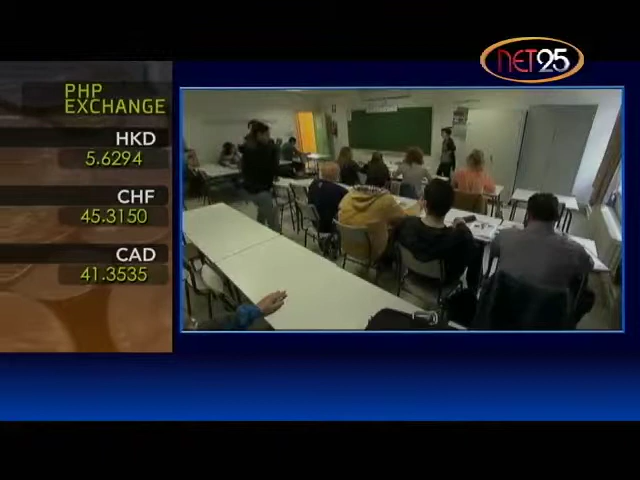 NET25
PHP
EXCHANGE
HKD
5.6294
CHF
45.3150
CAD
41.3535